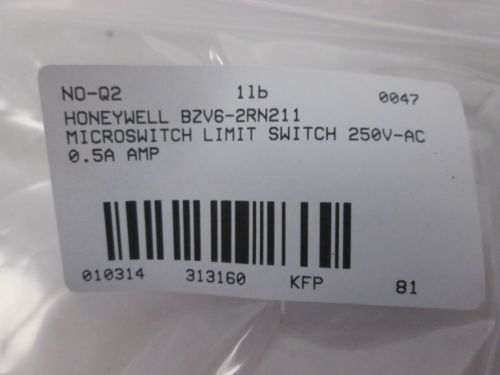 NO-Q2 1lb 0047
HONEYWELL BZV6-2RN211
MICROSWITCH LIMIT SWITCH 250V-AC
0.5A AMP
010314 313160 KFP 81